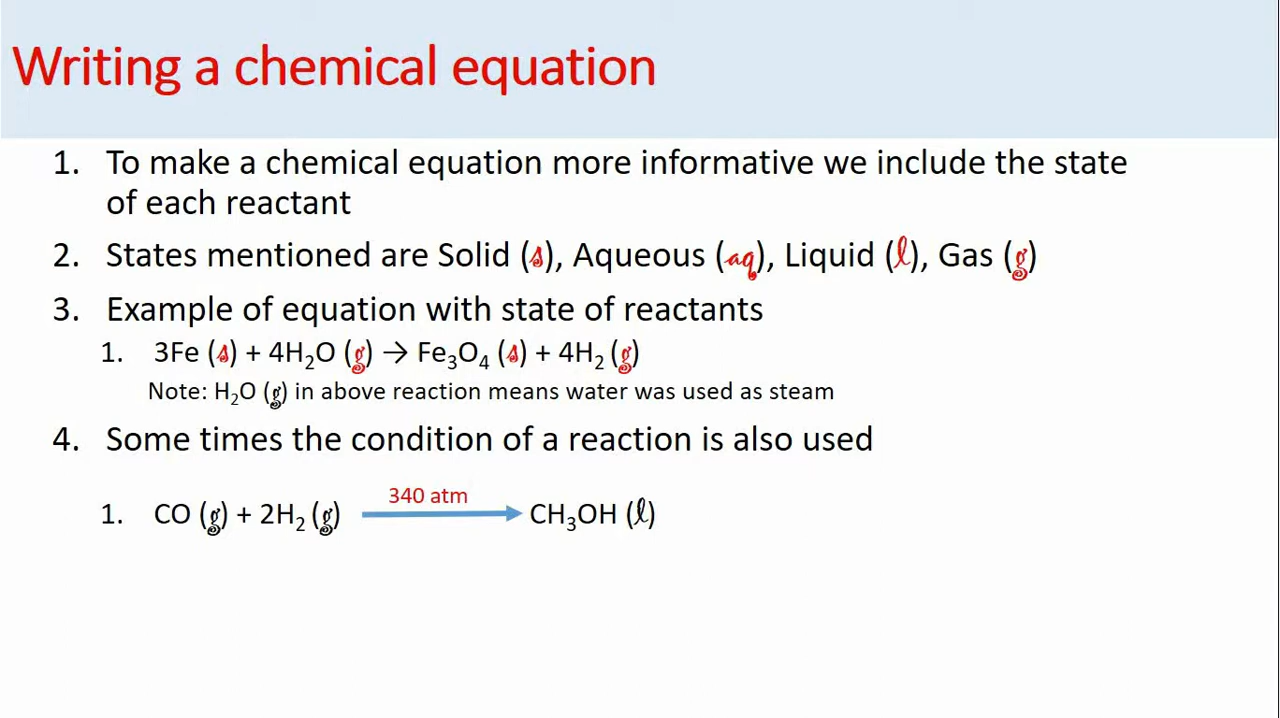 Writing a chemical equation
1. To make a chemical equation more informative we include the state
of each reactant
2. States mentioned are Solid (s), Aqueous (aq), Liquid (l), Gas (g)
3. Example of equation with state of reactants
1. 3Fe (s) + 4H₂O (g) → Fe₃O₄ (s) + 4H₂ (g)
Note: H₂O (g) in above reaction means water was used as steam
4. Some times the condition of a reaction is also used
340 atm
1. CO (g) + 2H₂ (g) → CH₃OH (l)